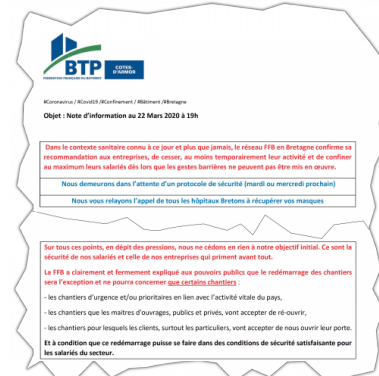 BTP
COTES-
D'ARMOR
FEDERATION FRANÇAISE DU BATIMENT
#Coronavirus / #Covid19 /#Confinement / #Bâtiment /#Bretagne
Objet : Note d'information au 22 Mars 2020 à 19h
Dans le contexte sanitaire connu à ce jour et plus que jamais, le réseau FFB en Bretagne confirme sa
recommandation aux entreprises, de cesser, au moins temporairement leur activité et de confiner
au maximum leurs salariés dès lors que les gestes barrières ne peuvent pas être mis en œuvre.
Nous demeurons dans l'attente d'un protocole de sécurité (mardi ou mercredi prochain)
Nous vous relayons l'appel de tous les hôpitaux Bretons à récupérer vos masques
Sur tous ces points, en dépit des pressions, nous ne cédons en rien à notre objectif initial. Ce sont la
sécurité de nos salariés et celle de nos entreprises qui priment avant tout.
La FFB a clairement et fermement expliqué aux pouvoirs publics que le redémarrage des chantiers
sera l'exception et ne pourra concerner que certains chantiers :
- les chantiers d'urgence et/ou prioritaires en lien avec l'activité vitale du pays,
- les chantiers que les maitres d'ouvrages, publics et privés, vont accepter de ré-ouvrir,
- les chantiers pour lesquels les clients, surtout les particuliers, vont accepter de nous ouvrir leur porte.
Et à condition que ce redémarrage puisse se faire dans des conditions de sécurité satisfaisante pour
les salariés du secteur.